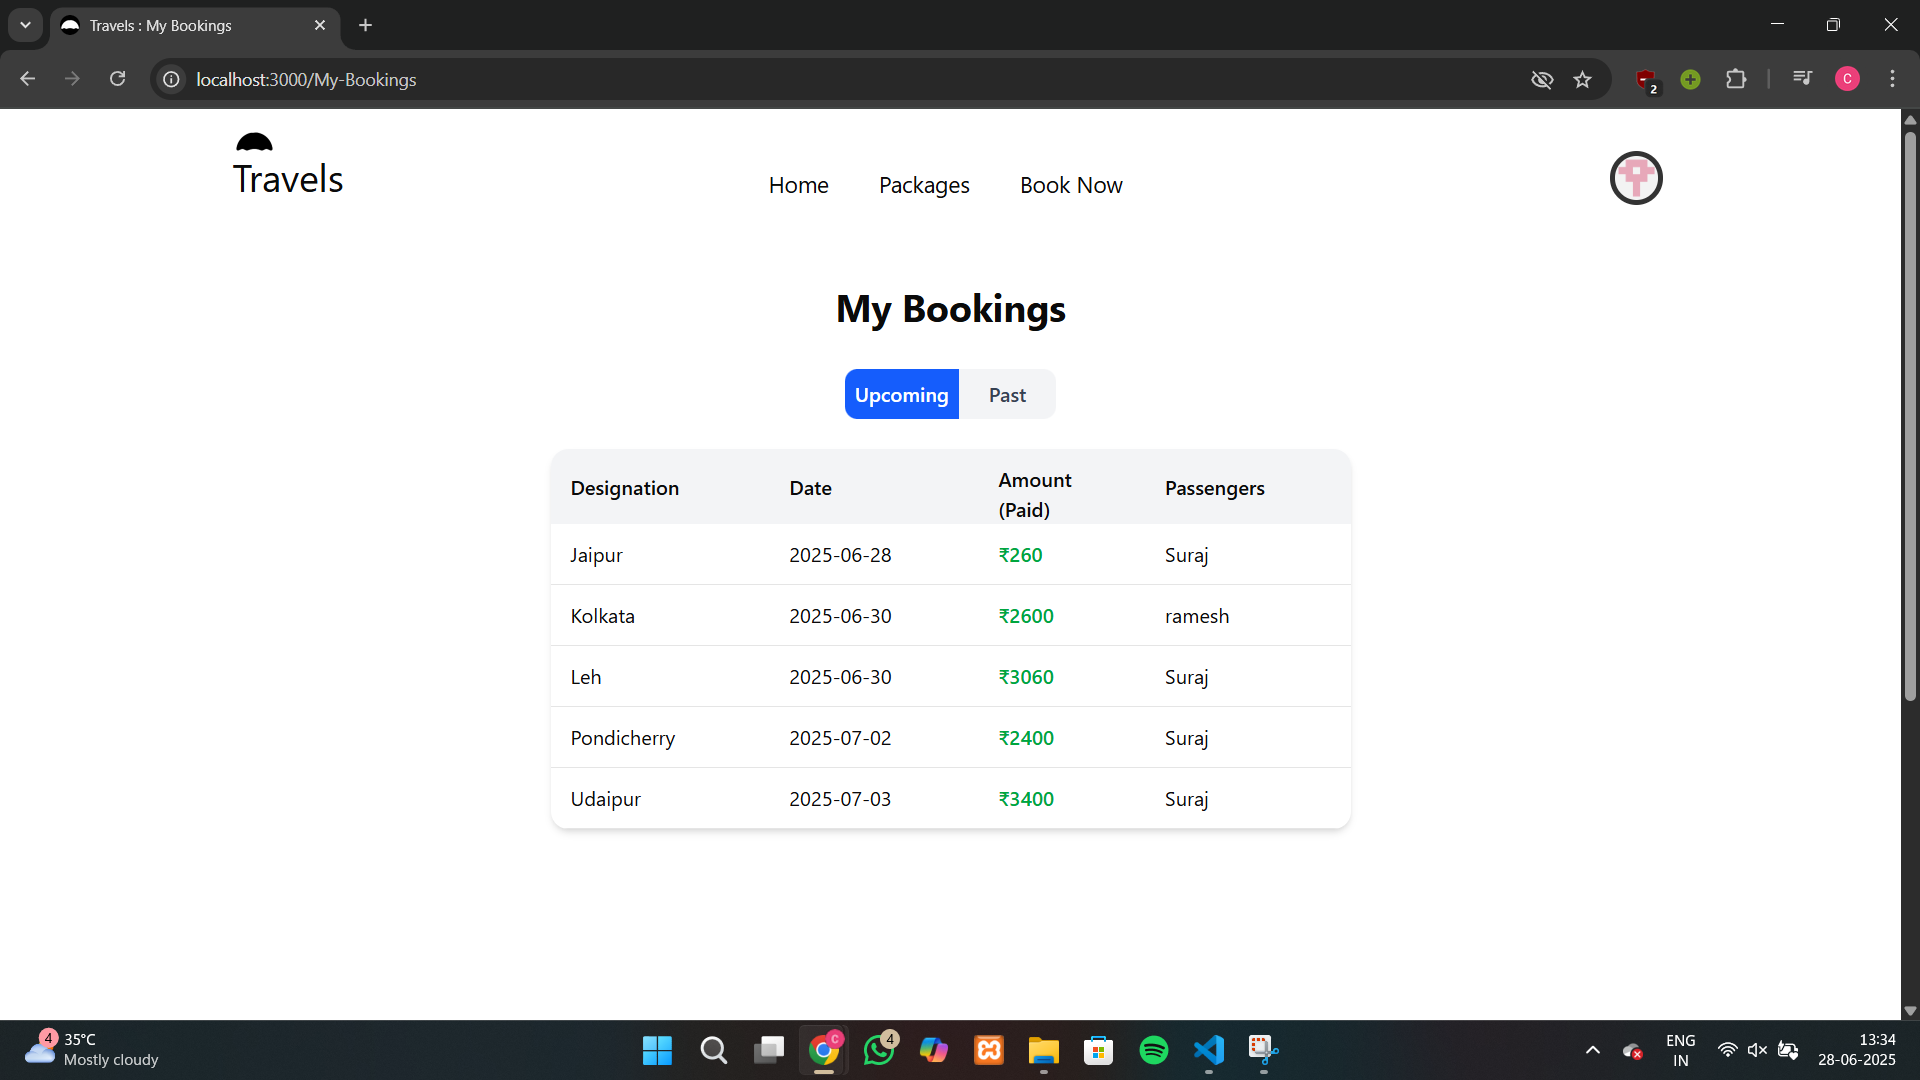 Travels : My Bookings
localhost:3000/My-Bookings
2
C
Travels
Home Packages Book Now
My Bookings
Upcoming Past
Designation Date Amount (Paid) Passengers
Jaipur 2025-06-28 ₹260 Suraj
Kolkata 2025-06-30 ₹2600 ramesh
Leh 2025-06-30 ₹3060 Suraj
Pondicherry 2025-07-02 ₹2400 Suraj
Udaipur 2025-07-03 ₹3400 Suraj
4
35°C
Mostly cloudy
C
4
ENG
IN
13:34
28-06-2025